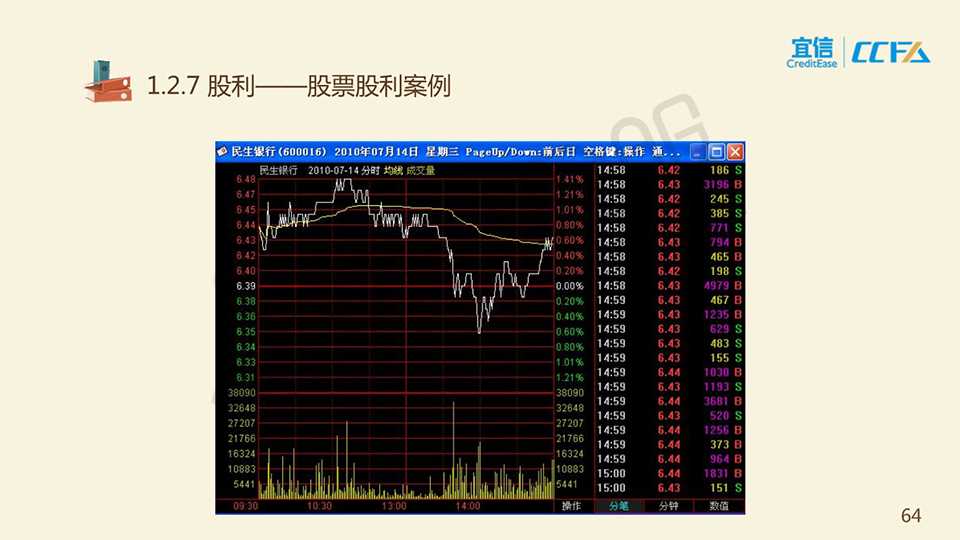 宜信
CreditEase
CCFA
1.2.7 股利——股票股利案例
民生银行(600016) 2010年07月14日 星期三 PageUp/Down:前后日 空格键:操作 通...
民生银行 2010-07-14 分时 均线 成交量
6.48 1.41%
6.47 1.21%
6.45 1.01%
6.44 0.80%
6.43 0.60%
6.42 0.40%
6.40 0.20%
6.39 0.00%
6.38 0.20%
6.36 0.40%
6.35 0.60%
6.34 0.80%
6.33 1.01%
6.31 1.21%
38090 38090
32648 32648
27207 27207
21766 21766
16324 16324
10883 10883
5441 5441
09:30 10:30 13:00 14:00 操作
14:58 6.42 186 S
14:58 6.43 3196 B
14:58 6.42 245 S
14:58 6.42 385 S
14:58 6.42 771 S
14:58 6.43 794 B
14:58 6.43 465 B
14:58 6.42 198 S
14:58 6.43 4979 B
14:59 6.43 467 B
14:59 6.43 1235 B
14:59 6.43 629 S
14:59 6.43 483 S
14:59 6.43 155 S
14:59 6.44 1030 B
14:59 6.43 1193 S
14:59 6.44 3681 B
14:59 6.43 520 S
14:59 6.44 1256 B
14:59 6.44 373 B
14:59 6.44 964 B
15:00 6.44 1831 B
15:00 6.43 151 S
分笔 分钟 数值
64